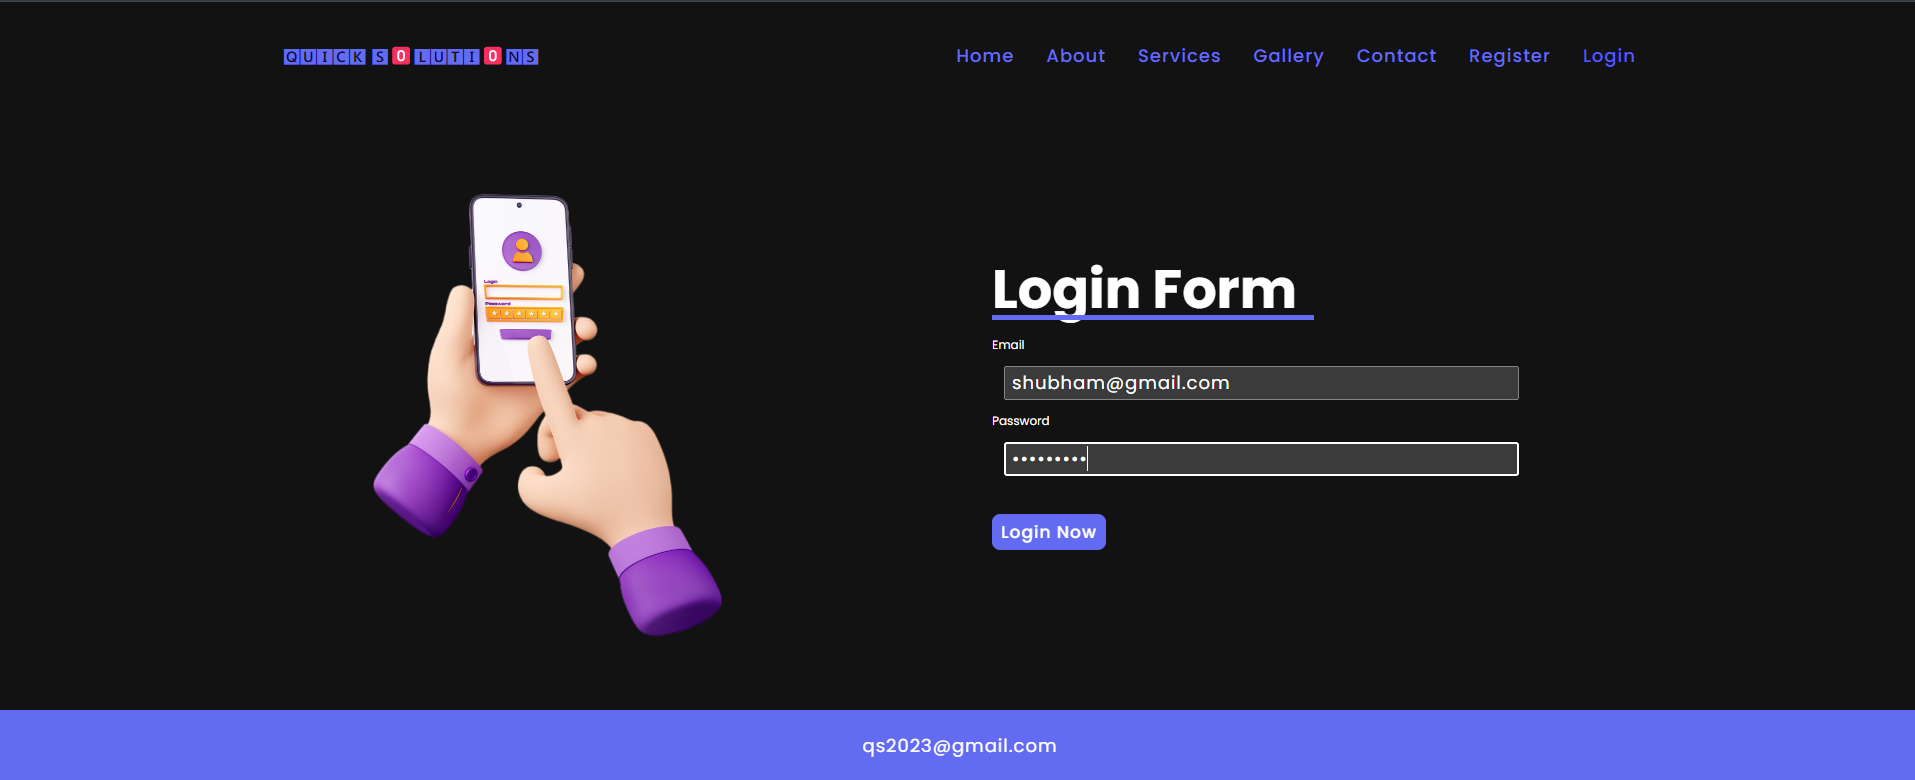 QUICK S0LUTI0NS
Home About Services Gallery Contact Register Login
Login
Password
Login Form
Email
shubham@gmail.com
Password
•••••••••
Login Now
qs2023@gmail.com